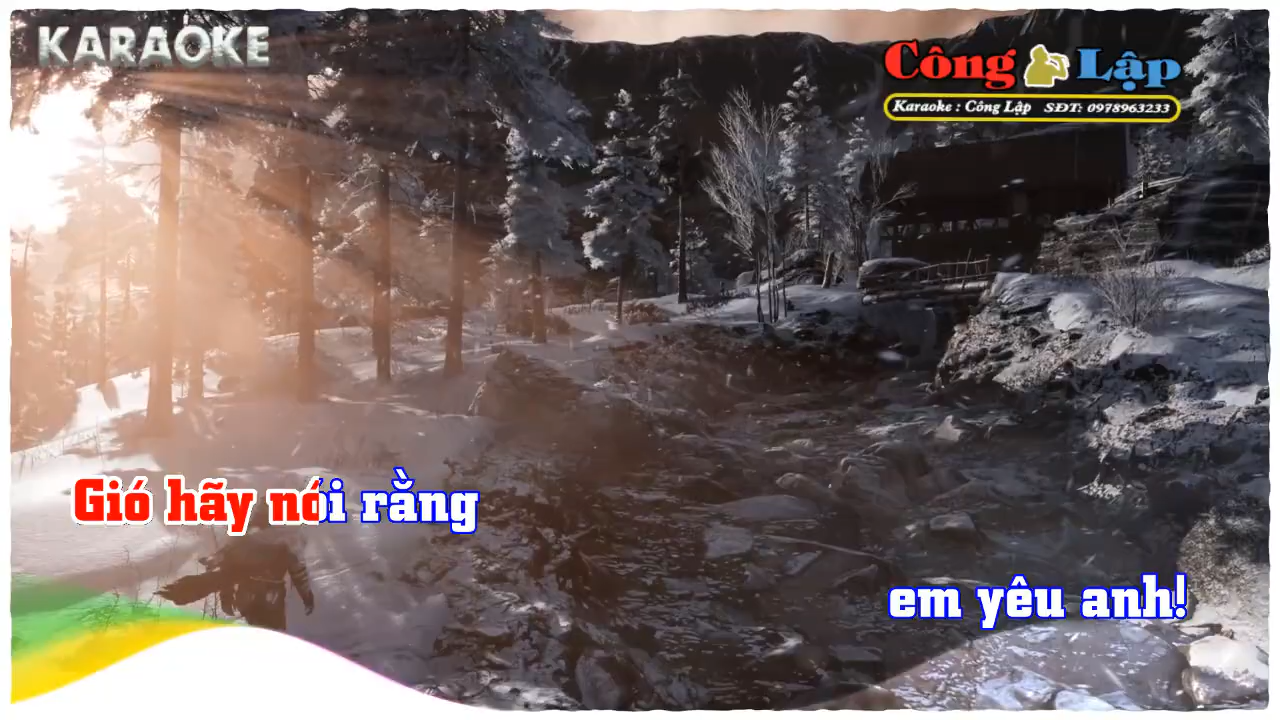 KARAOKE
Công Lập
Karaoke : Công Lập SĐT: 0978963233
Gió hãy nói rằng
em yêu anh!